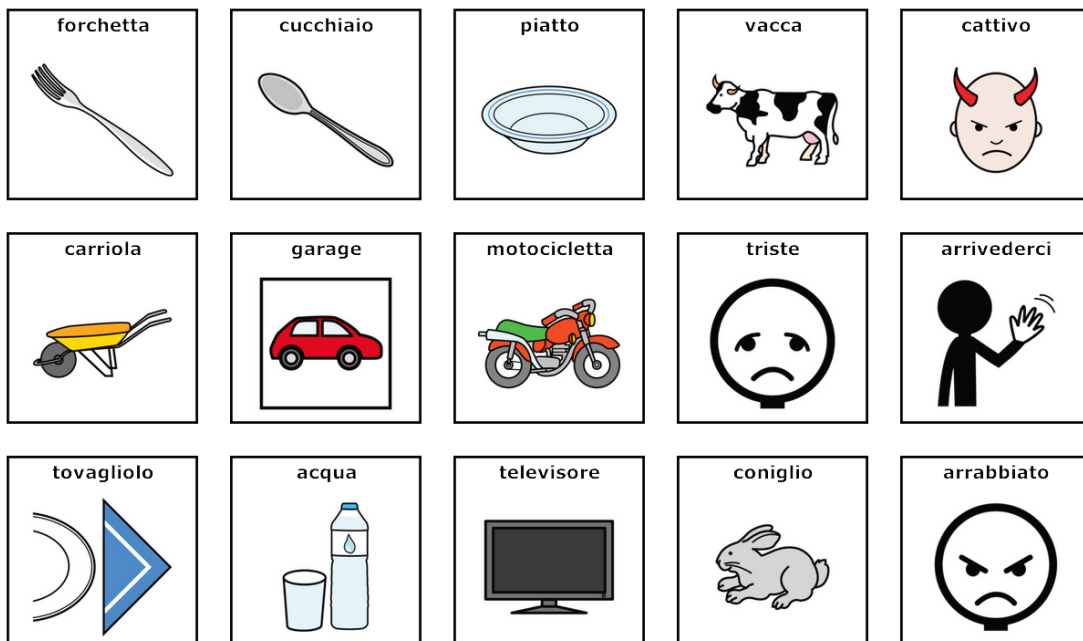 forchetta
cucchiaio
piatto
vacca
cattivo
carriola
garage
motocicletta
triste
arrivederci
tovagliolo
acqua
televisore
coniglio
arrabbiato